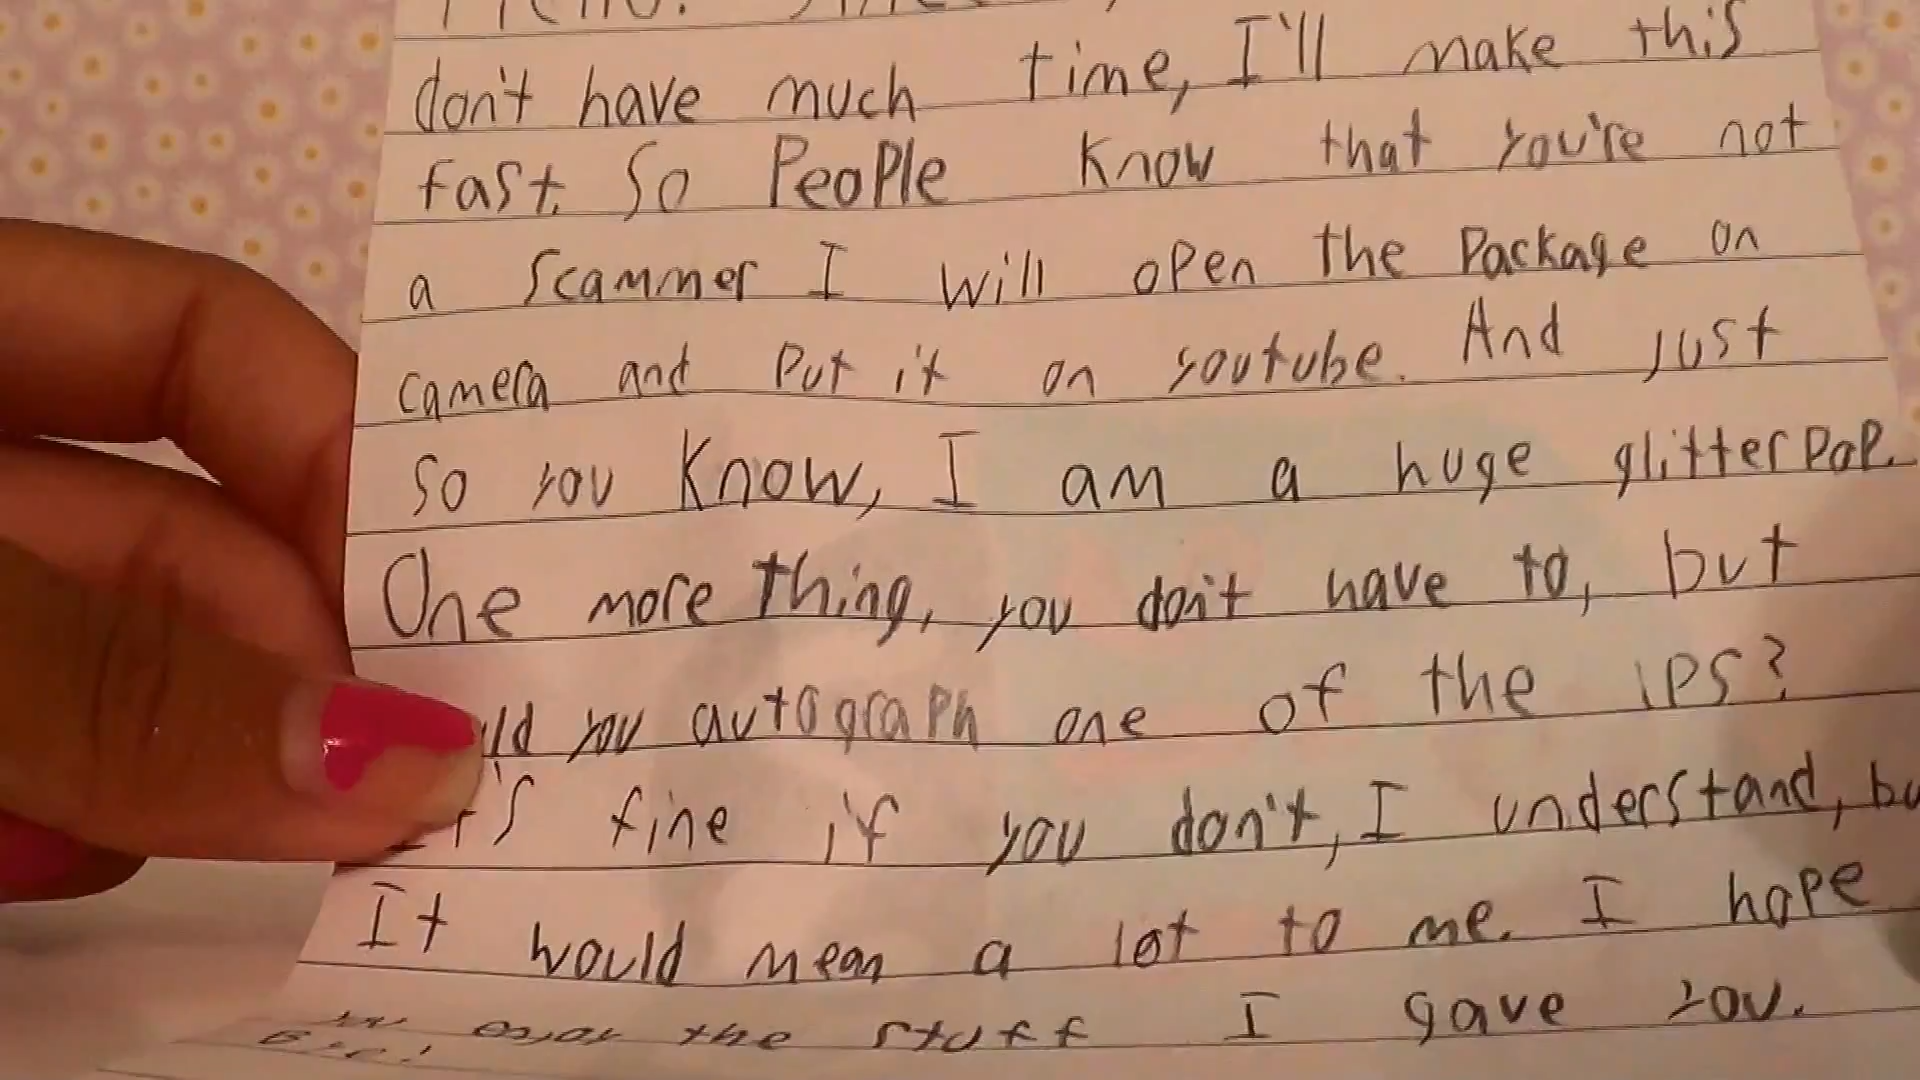 don't have much time, I'll make this
fast. So People Know that you're not
a scammer I will open the Package on
camera and Put it on youtube. And just
so you Know, I am a huge glitterpop.
One more thing, you don't have to, but
you autograph one of the lPS?
fine if you don't, I understand,
It would mean a lot to me. I hope
enjoy the stuff I gave you.